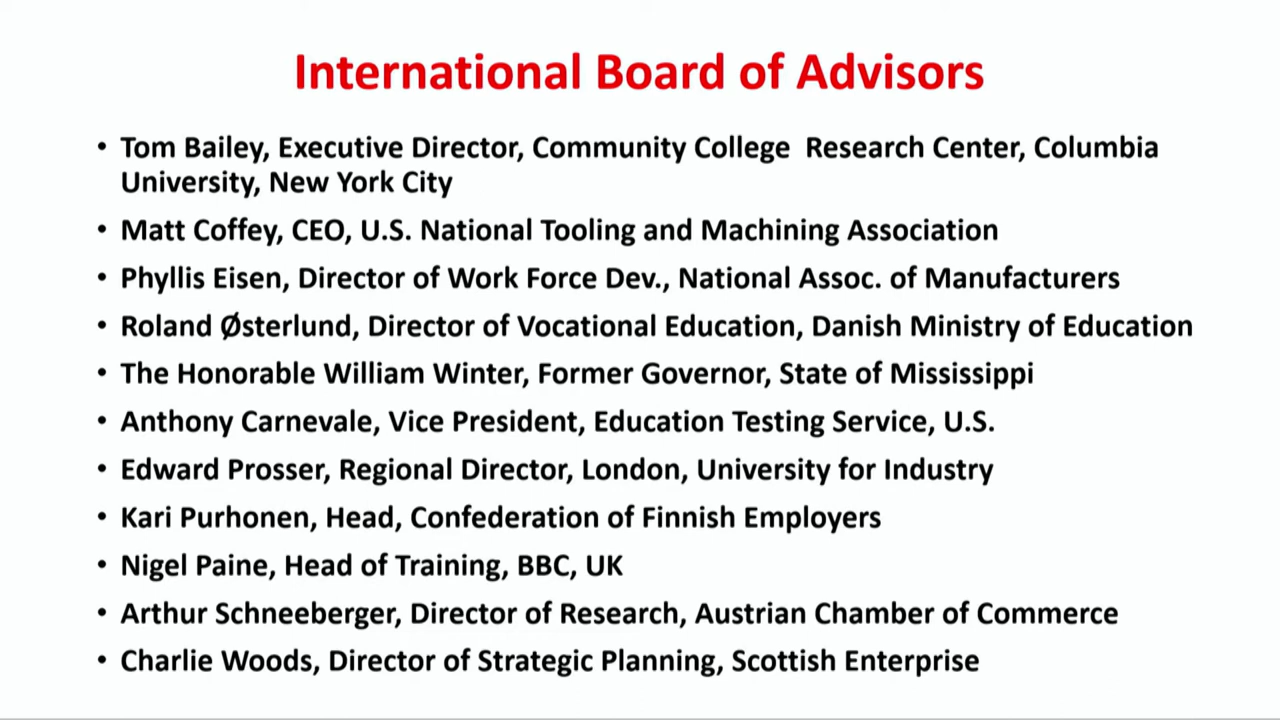 International Board of Advisors
• Tom Bailey, Executive Director, Community College  Research Center, Columbia
University, New York City
• Matt Coffey, CEO, U.S. National Tooling and Machining Association
• Phyllis Eisen, Director of Work Force Dev., National Assoc. of Manufacturers
• Roland Østerlund, Director of Vocational Education, Danish Ministry of Education
• The Honorable William Winter, Former Governor, State of Mississippi
• Anthony Carnevale, Vice President, Education Testing Service, U.S.
• Edward Prosser, Regional Director, London, University for Industry
• Kari Purhonen, Head, Confederation of Finnish Employers
• Nigel Paine, Head of Training, BBC, UK
• Arthur Schneeberger, Director of Research, Austrian Chamber of Commerce
• Charlie Woods, Director of Strategic Planning, Scottish Enterprise